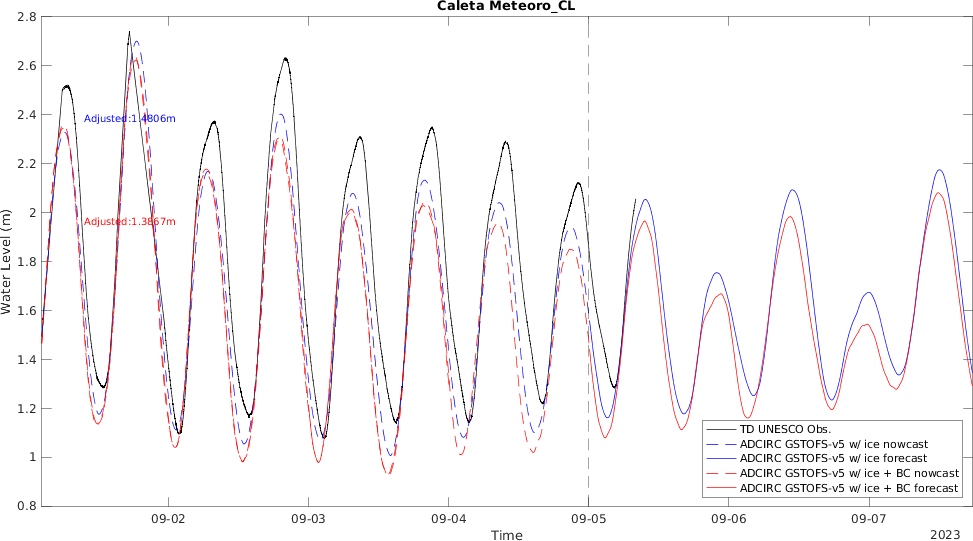 Caleta Meteoro_CL
2.8
2.6
2.4
2.2
2
1.8
1.6
1.4
1.2
1
0.8
Water Level (m)
Adjusted:1.4806m
Adjusted:1.3867m
TD UNESCO Obs.
ADCIRC GSTOFS-v5 w/ ice nowcast
ADCIRC GSTOFS-v5 w/ ice forecast
ADCIRC GSTOFS-v5 w/ ice + BC nowcast
ADCIRC GSTOFS-v5 w/ ice + BC forecast
09-02 09-03 09-04 09-05 09-06 09-07
Time
2023